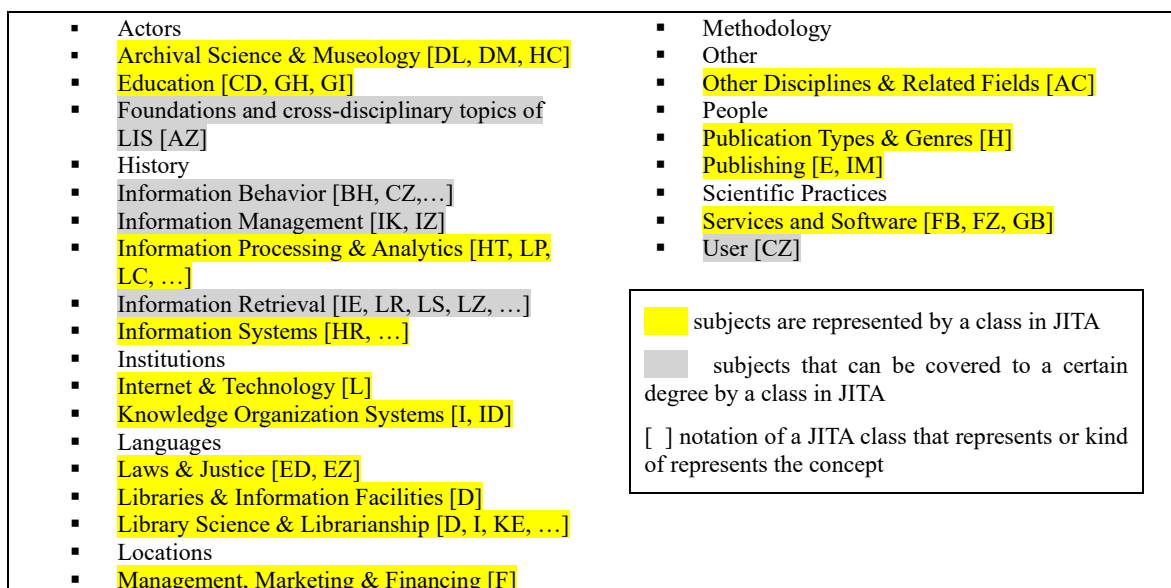 ▪ Actors
▪ Archival Science & Museology [DL, DM, HC]
▪ Education [CD, GH, GI]
▪ Foundations and cross-disciplinary topics of
LIS [AZ]
▪ History
▪ Information Behavior [BH, CZ,…]
▪ Information Management [IK, IZ]
▪ Information Processing & Analytics [HT, LP,
LC, …]
▪ Information Retrieval [IE, LR, LS, LZ, …]
▪ Information Systems [HR, …]
▪ Institutions
▪ Internet & Technology [L]
▪ Knowledge Organization Systems [I, ID]
▪ Languages
▪ Laws & Justice [ED, EZ]
▪ Libraries & Information Facilities [D]
▪ Library Science & Librarianship [D, I, KE, …]
▪ Locations
▪ Management, Marketing & Financing [F]
▪ Methodology
▪ Other
▪ Other Disciplines & Related Fields [AC]
▪ People
▪ Publication Types & Genres [H]
▪ Publishing [E, IM]
▪ Scientific Practices
▪ Services and Software [FB, FZ, GB]
▪ User [CZ]
subjects are represented by a class in JITA
subjects that can be covered to a certain
degree by a class in JITA
[ ] notation of a JITA class that represents or kind
of represents the concept